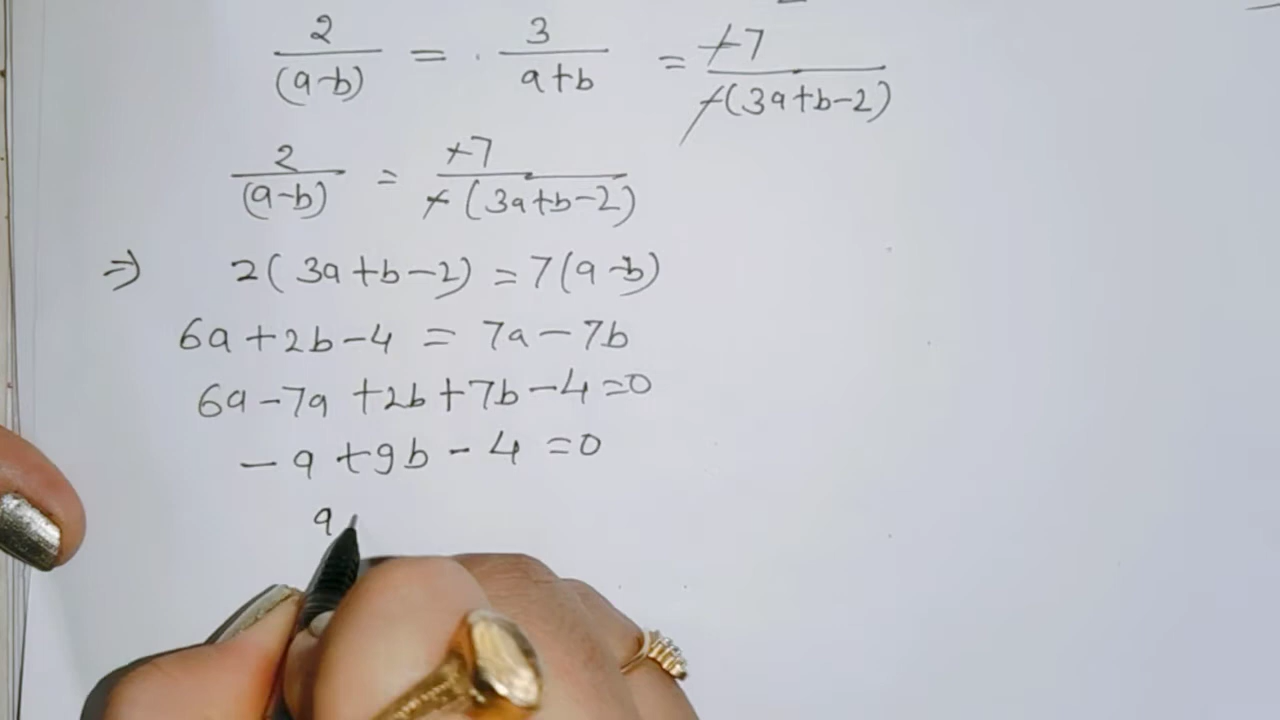 2/(a-b) = 3/a+b = -7/-(3a+b-2)
2/(a-b) = -7/-(3a+b-2)
⇒ 2(3a+b-2) = 7(a-b)
6a+2b-4 = 7a-7b
6a-7a+2b+7b-4=0
-a+9b-4=0
a